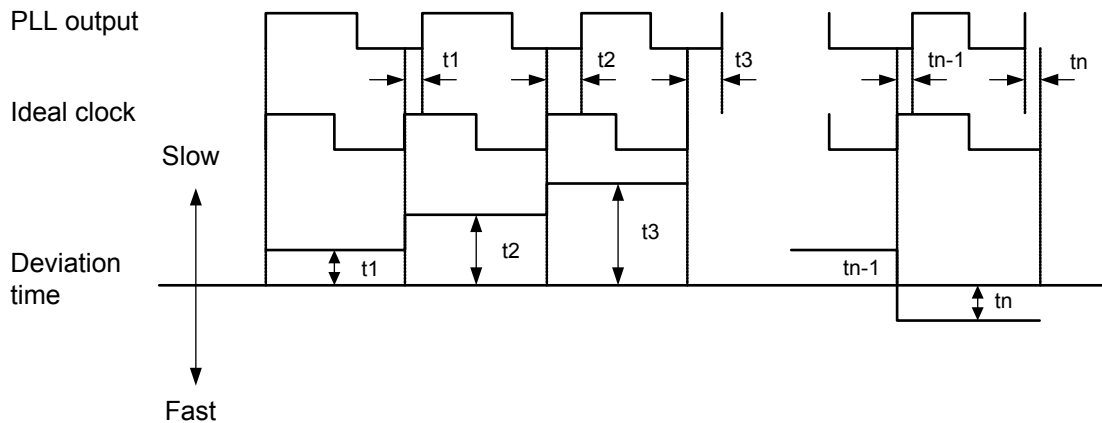 PLL output
t1
t2
t3
tn-1
tn
Ideal clock
Slow
t1
t2
t3
tn-1
tn
Deviation
time
Fast